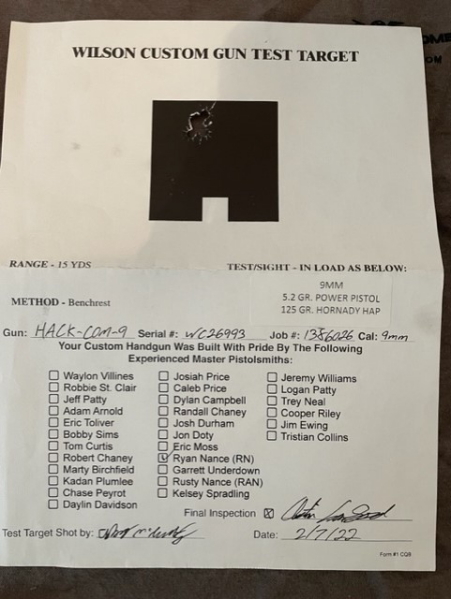 WILSON CUSTOM GUN TEST TARGET
RANGE - 15 YDS
TEST/SIGHT - IN LOAD AS BELOW:
METHOD - Benchrest
9MM
5.2 GR. POWER PISTOL
125 GR. HORNADY HAP
Gun: HACK-COM-9 Serial #: WC26993 Job #: 1386026 Cal: 9mm
Your Custom Handgun Was Built With Pride By The Following
Experienced Master Pistolsmiths:
Waylon Villines
Robbie St. Clair
Jeff Patty
Adam Arnold
Eric Toliver
Bobby Sims
Tom Curtis
Robert Chaney
Marty Birchfield
Kadan Plumlee
Chase Peyrot
Daylin Davidson
Josiah Price
Caleb Price
Dylan Campbell
Randall Chaney
Josh Durham
Jon Doty
Eric Moss
Ryan Nance (RN)
Garrett Underdown
Rusty Nance (RAN)
Kelsey Spradling
Jeremy Williams
Logan Patty
Trey Neal
Cooper Riley
Jim Ewing
Tristian Collins
Final Inspection
Test Target Shot by:
Date: 2/7/22
Form #1 CQB